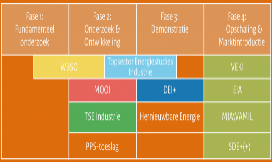 Fase 1: Fundamenteel onderzoek
Fase 2: Onderzoek & Ontwikkeling
Fase 3: Demonstratie
Fase 4: Opschaling & Marktintroductie
WBSO
Topsector Energiestudies Industrie
VEKI
MOOI
DEI+
EIA
TSE Industrie
Hernieuwbare Energie
MIA\VAMIL
PPS-toeslag
SDE+(+)